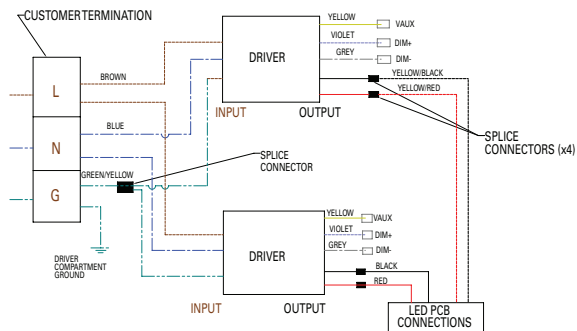 CUSTOMER TERMINATION
L
N
G
BROWN
BLUE
GREEN/YELLOW
SPLICE
CONNECTOR
DRIVER
COMPARTMENT
GROUND
DRIVER
INPUT
OUTPUT
YELLOW
VAUX
VIOLET
DIM+
GREY
DIM-
YELLOW/BLACK
YELLOW/RED
SPLICE
CONNECTORS (x4)
DRIVER
INPUT
OUTPUT
YELLOW
VAUX
VIOLET
DIM+
GREY
DIM-
BLACK
RED
LED PCB
CONNECTIONS